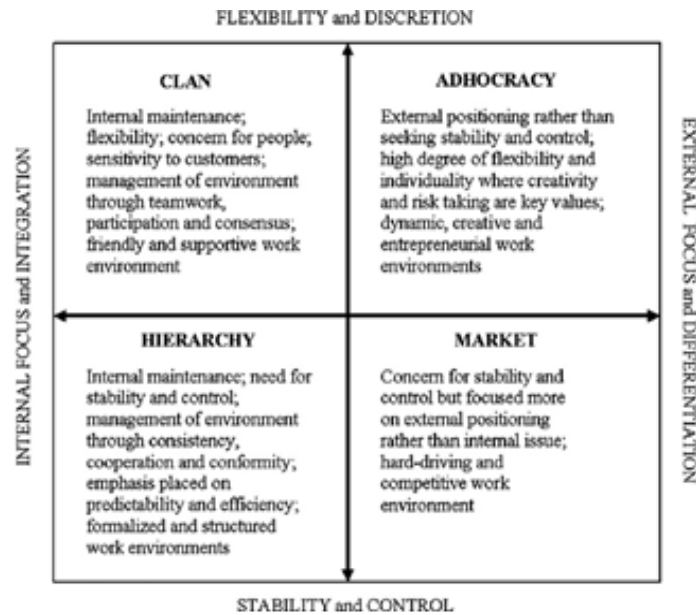 FLEXIBILITY and DISCRETION
CLAN
Internal maintenance;
flexibility; concern for people;
sensitivity to customers;
management of environment
through teamwork,
participation and consensus;
friendly and supportive work
environment
ADHOCRACY
External positioning rather than
seeking stability and control;
high degree of flexibility and
individuality where creativity
and risk taking are key values;
dynamic, creative and
entrepreneurial work
environments
INTERNAL FOCUS and INTEGRATION
EXTERNAL FOCUS and DIFFERENTIATION
HIERARCHY
Internal maintenance; need for
stability and control;
management of environment
through consistency,
cooperation and conformity;
emphasis placed on
predictability and efficiency;
formalized and structured
work environments
MARKET
Concern for stability and
control but focused more
on external positioning
rather than internal issue;
hard-driving and
competitive work
environment
STABILITY and CONTROL